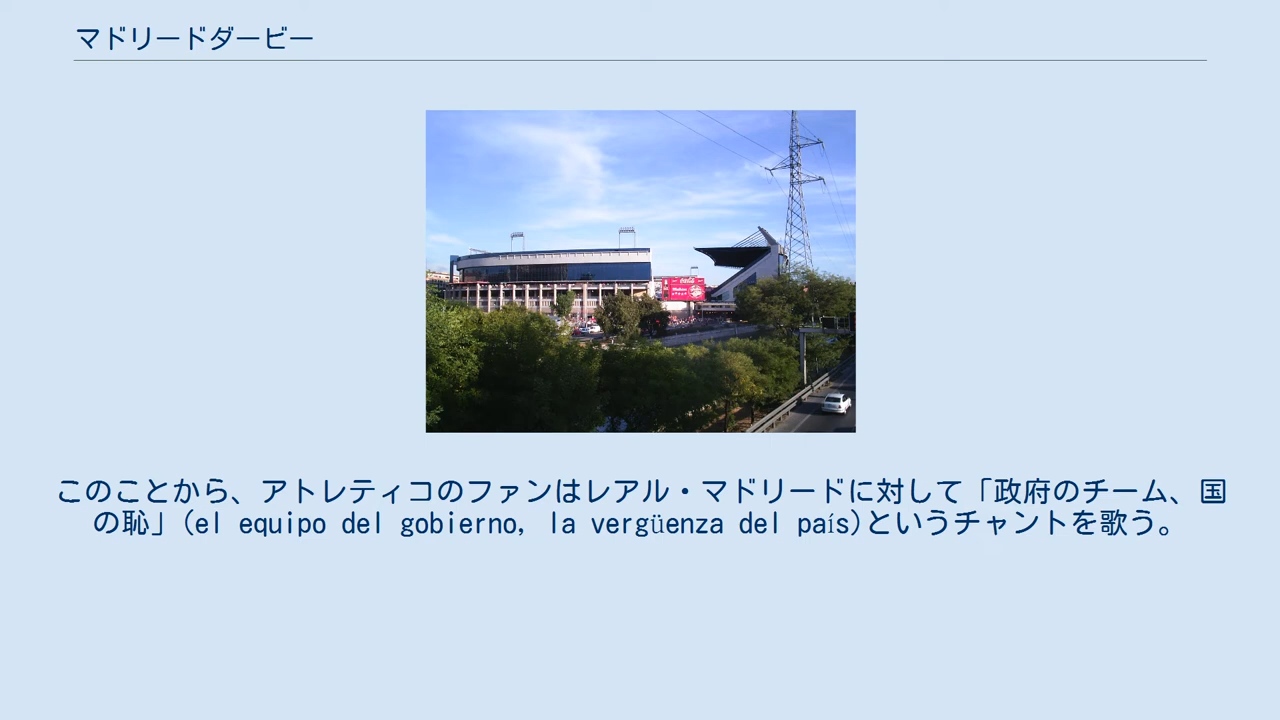 マドリードダービー
Coca-Cola
このことから、アトレティコのファンはレアル・マドリードに対して「政府のチーム、国
の恥」(el equipo del gobierno, la vergüenza del país)というチャントを歌う。